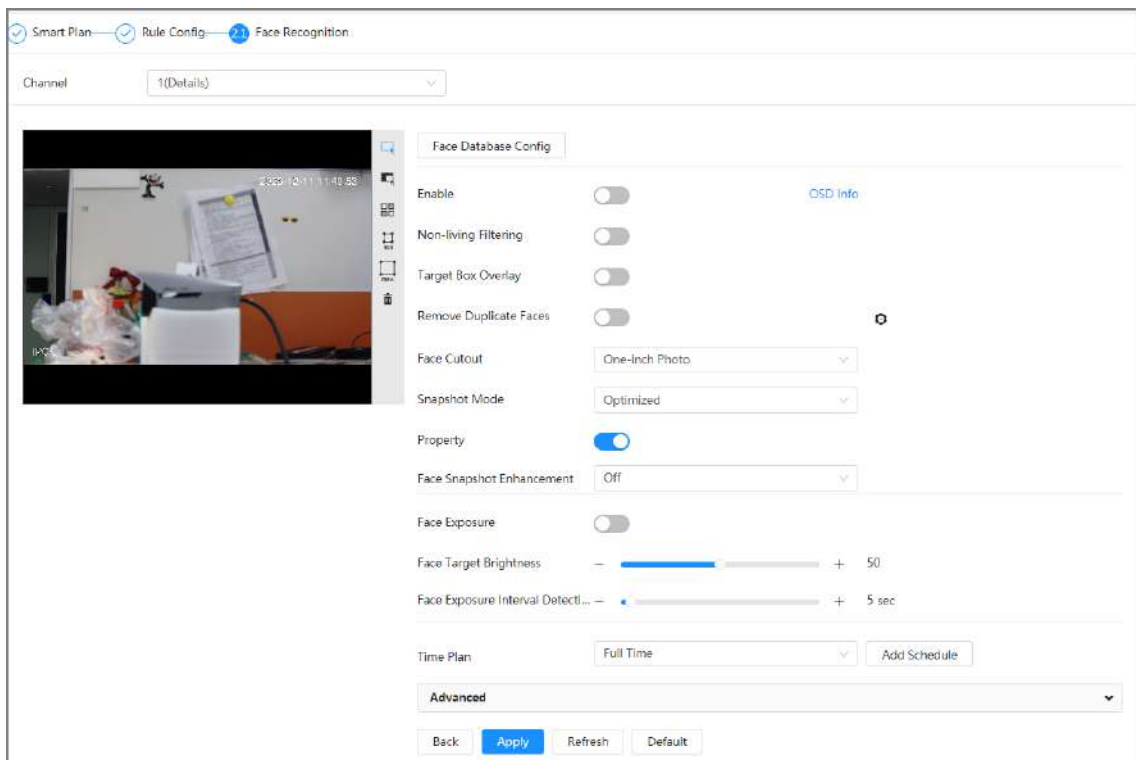 Smart Plan Rule Config 2.1 Face Recognition
Channel 1(Details)
Face Database Config
Enable OSD Info
Non-living Filtering
Target Box Overlay
Remove Duplicate Faces
Face Cutout One-inch Photo
Snapshot Mode Optimized
Property
Face Snapshot Enhancement Off
Face Exposure
Face Target Brightness − + 50
Face Exposure Interval Detecti... − + 5 sec
Time Plan Full Time Add Schedule
Advanced
Back Apply Refresh Default